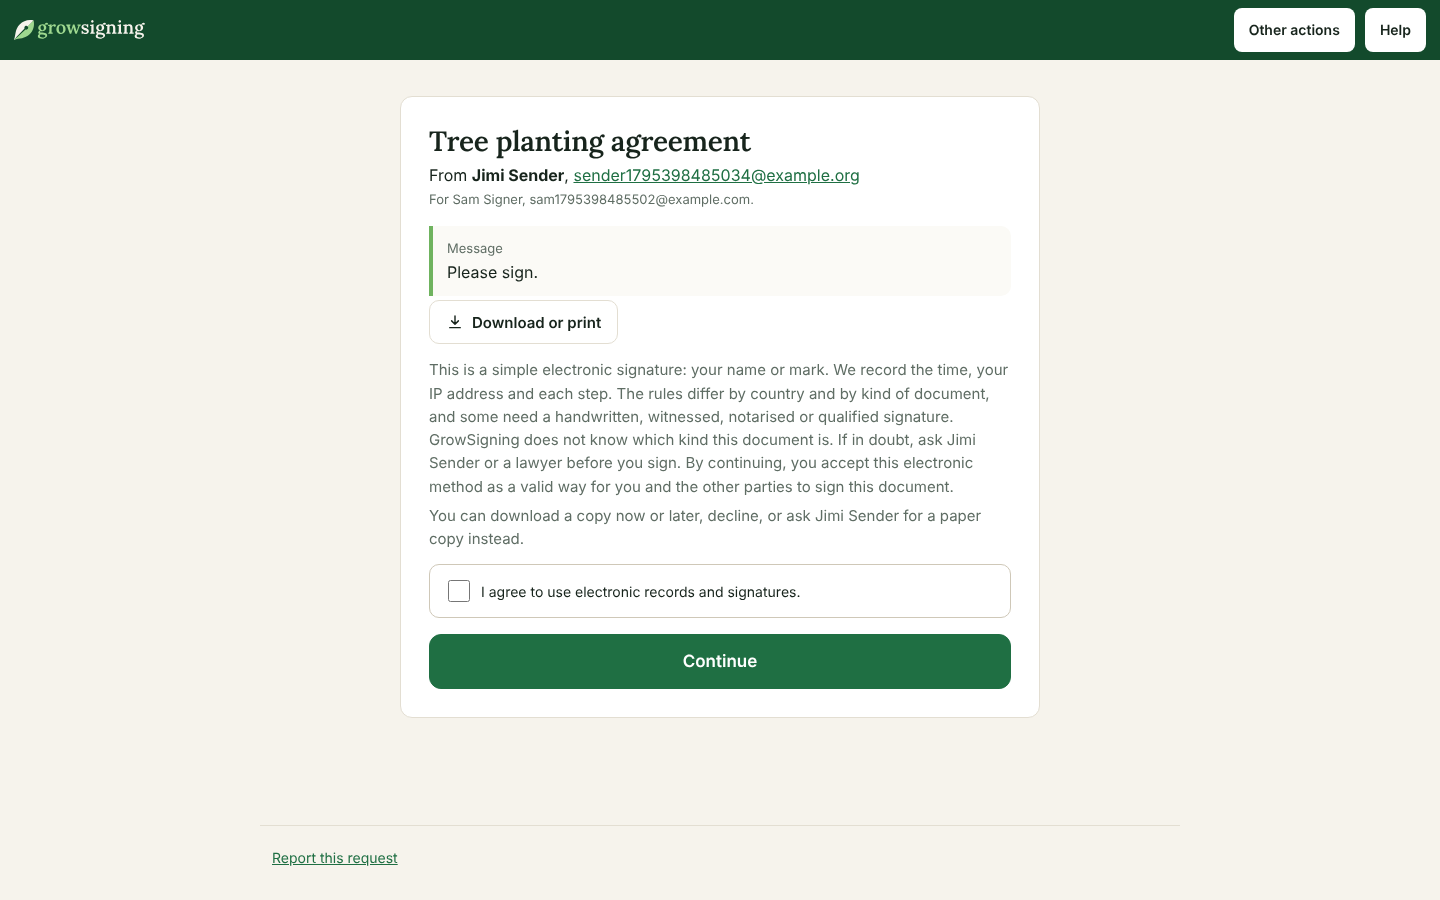 growsigning
Other actions
Help
Tree planting agreement
From Jimi Sender, sender1795398485034@example.org
For Sam Signer, sam1795398485502@example.com.
Message
Please sign.
Download or print
This is a simple electronic signature: your name or mark. We record the time, your
IP address and each step. The rules differ by country and by kind of document,
and some need a handwritten, witnessed, notarised or qualified signature.
GrowSigning does not know which kind this document is. If in doubt, ask Jimi
Sender or a lawyer before you sign. By continuing, you accept this electronic
method as a valid way for you and the other parties to sign this document.
You can download a copy now or later, decline, or ask Jimi Sender for a paper
copy instead.
I agree to use electronic records and signatures.
Continue
Report this request